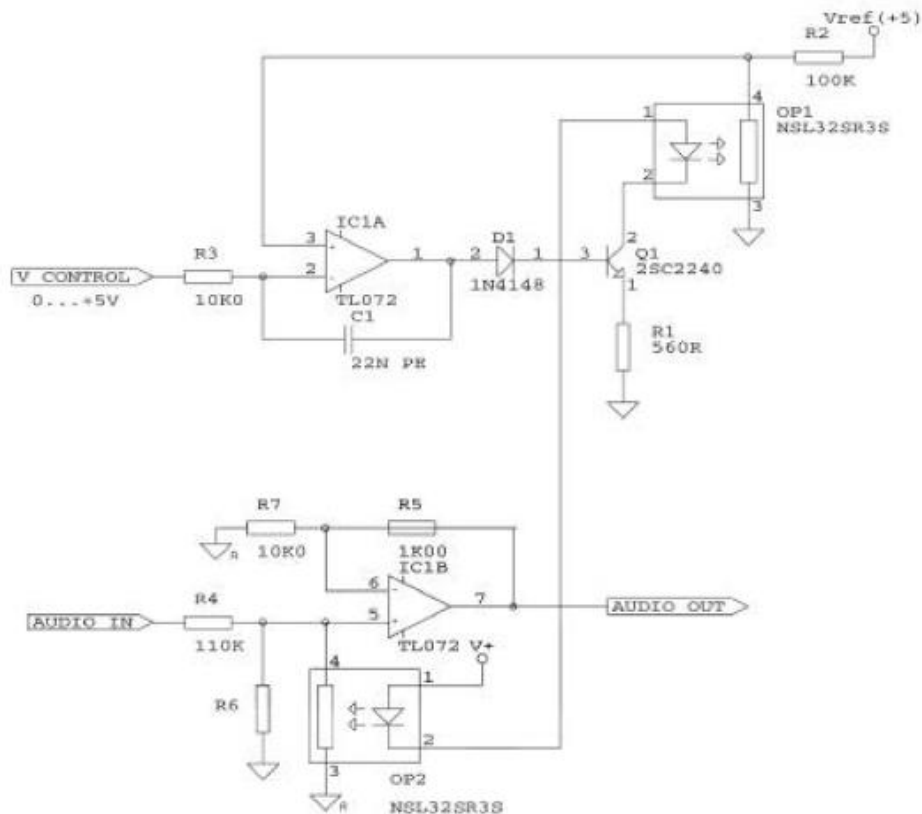 Vref(+5)
R2
100K
4
OP1
NSL32SR3S
1
2
3
IC1A
3
2
1
TL072
R3
10K0
V CONTROL
0...+5V
C1
22N PE
D1
2
1
1N4148
3
2
Q1
2SC2240
1
R1
560R
R7
10K0
R
R5
1K00
IC1B
6
5
7
TL072
V+
AUDIO OUT
AUDIO IN
R4
110K
R6
4
1
2
3
OP2
R
NSL32SR3S